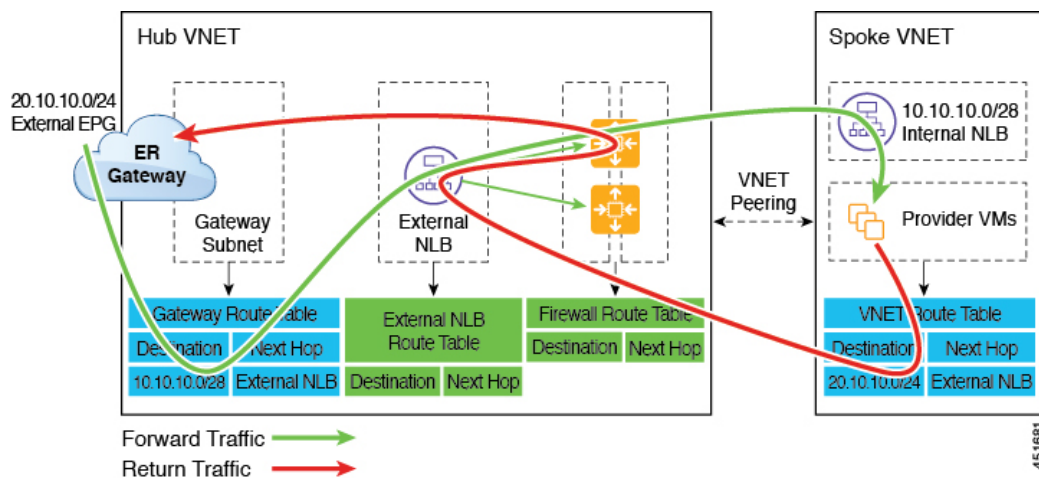 Hub VNET
Spoke VNET
20.10.10.0/24
External EPG
ER
Gateway
Gateway
Subnet
External
NLB
VNET
Peering
10.10.10.0/28
Internal NLB
Provider VMs
Gateway Route Table
Destination
Next Hop
10.10.10.0/28
External NLB
External NLB
Route Table
Destination
Next Hop
Firewall Route Table
Destination
Next Hop
VNET Route Table
Destination
Next Hop
20.10.10.0/24
External NLB
Forward Traffic
Return Traffic
451681